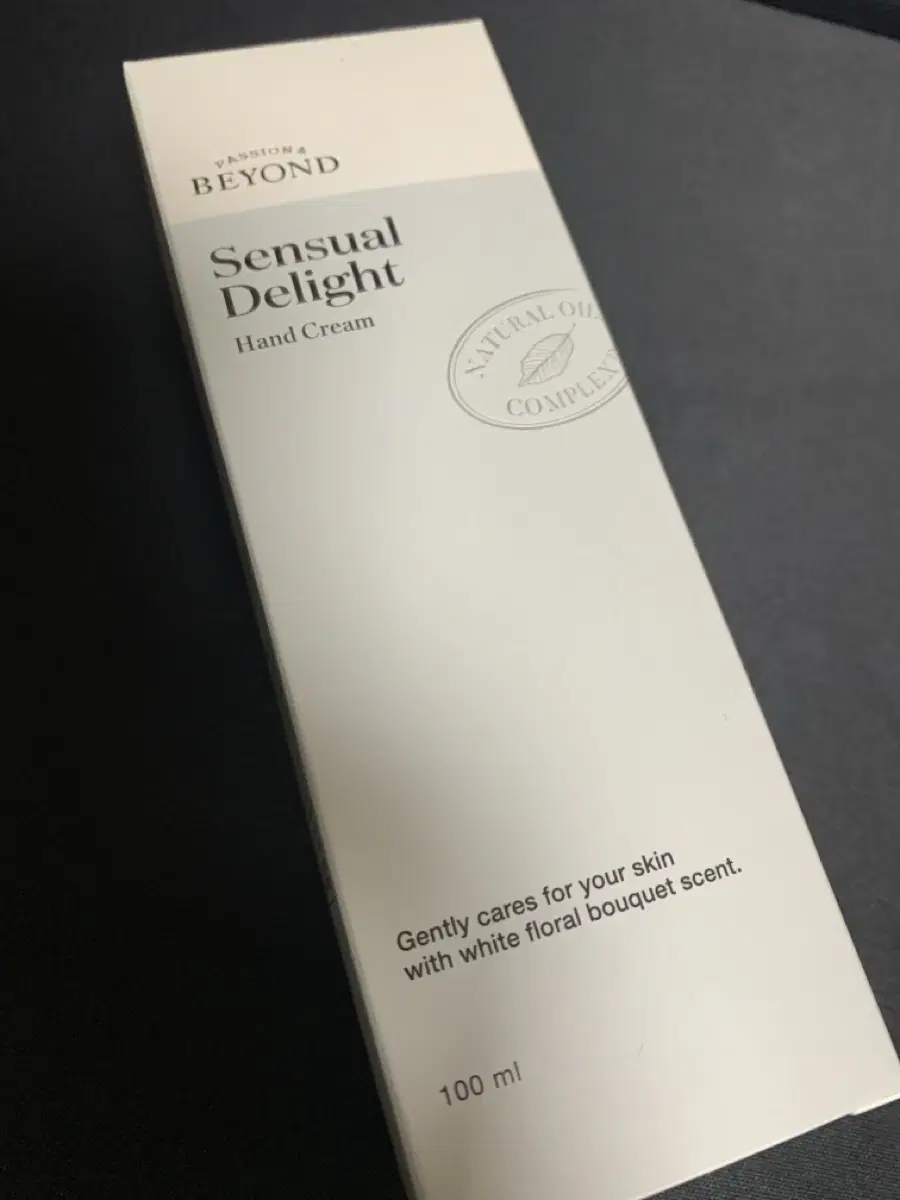 PASSION &
BEYOND
Sensual
Delight
Hand Cream
NATURAL OIL
COMPLEX
Gently cares for your skin
with white floral bouquet scent.
100 ml